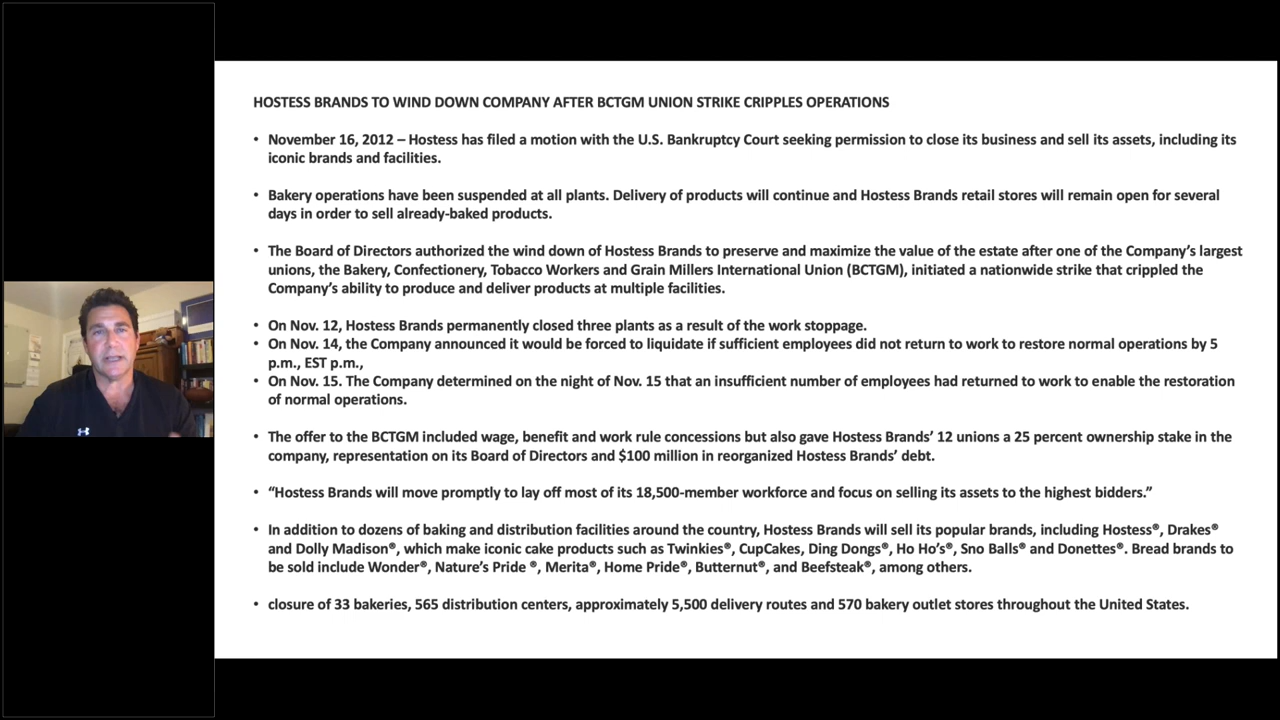 HOSTESS BRANDS TO WIND DOWN COMPANY AFTER BCTGM UNION STRIKE CRIPPLES OPERATIONS
• November 16, 2012 – Hostess has filed a motion with the U.S. Bankruptcy Court seeking permission to close its business and sell its assets, including its
iconic brands and facilities.
• Bakery operations have been suspended at all plants. Delivery of products will continue and Hostess Brands retail stores will remain open for several
days in order to sell already-baked products.
• The Board of Directors authorized the wind down of Hostess Brands to preserve and maximize the value of the estate after one of the Company’s largest
unions, the Bakery, Confectionery, Tobacco Workers and Grain Millers International Union (BCTGM), initiated a nationwide strike that crippled the
Company’s ability to produce and deliver products at multiple facilities.
• On Nov. 12, Hostess Brands permanently closed three plants as a result of the work stoppage.
• On Nov. 14, the Company announced it would be forced to liquidate if sufficient employees did not return to work to restore normal operations by 5
p.m., EST p.m.,
• On Nov. 15. The Company determined on the night of Nov. 15 that an insufficient number of employees had returned to work to enable the restoration
of normal operations.
• The offer to the BCTGM included wage, benefit and work rule concessions but also gave Hostess Brands’ 12 unions a 25 percent ownership stake in the
company, representation on its Board of Directors and $100 million in reorganized Hostess Brands’ debt.
• “Hostess Brands will move promptly to lay off most of its 18,500-member workforce and focus on selling its assets to the highest bidders.”
• In addition to dozens of baking and distribution facilities around the country, Hostess Brands will sell its popular brands, including Hostess®, Drakes®
and Dolly Madison®, which make iconic cake products such as Twinkies®, CupCakes, Ding Dongs®, Ho Ho’s®, Sno Balls® and Donettes®. Bread brands to
be sold include Wonder®, Nature’s Pride ®, Merita®, Home Pride®, Butternut®, and Beefsteak®, among others.
• closure of 33 bakeries, 565 distribution centers, approximately 5,500 delivery routes and 570 bakery outlet stores throughout the United States.